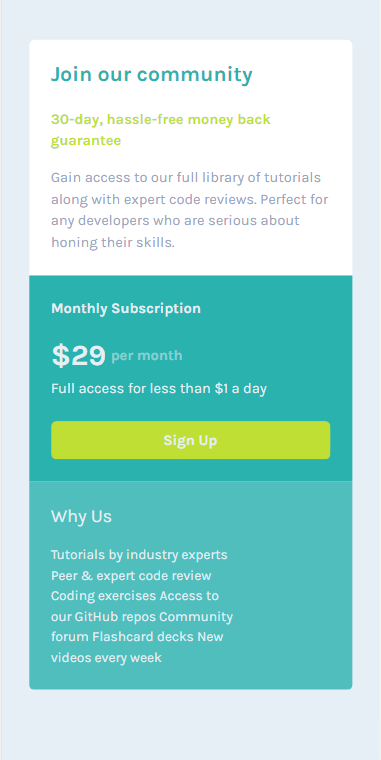 Join our community
30-day, hassle-free money back
guarantee
Gain access to our full library of tutorials
along with expert code reviews. Perfect for
any developers who are serious about
honing their skills.
Monthly Subscription
$29 per month
Full access for less than $1 a day
Sign Up
Why Us
Tutorials by industry experts
Peer & expert code review
Coding exercises Access to
our GitHub repos Community
forum Flashcard decks New
videos every week